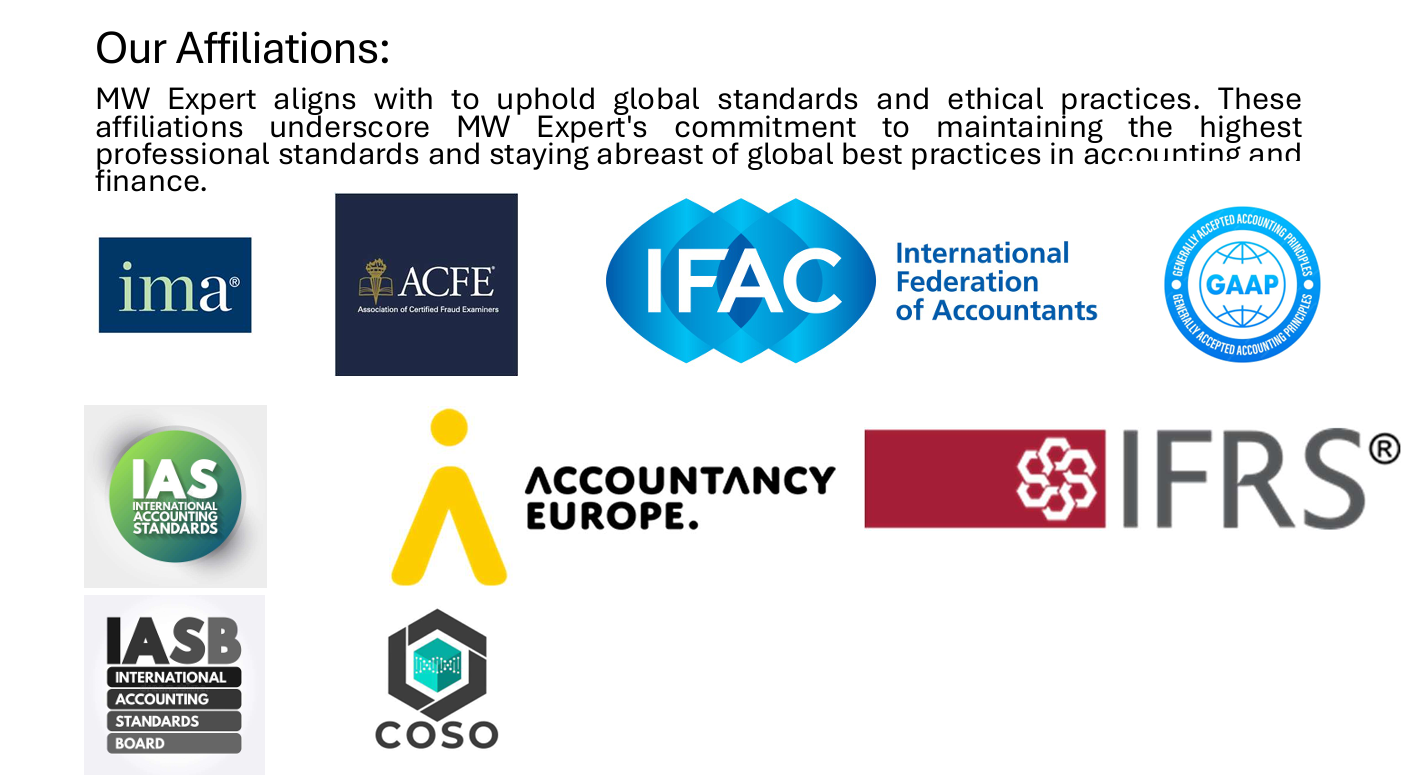 Our Affiliations:
MW Expert aligns with to uphold global standards and ethical practices. These
affiliations underscore MW Expert's commitment to maintaining the highest
professional standards and staying abreast of global best practices in accounting and
finance.
ima®
ACFE®
Association of Certified Fraud Examiners
IFAC
International
Federation
of Accountants
GENERALLY ACCEPTED ACCOUNTING PRINCIPLES
GAAP
GENERALLY ACCEPTED ACCOUNTING PRINCIPLES
IAS
INTERNATIONAL
ACCOUNTING
STANDARDS
ACCOUNTANCY
EUROPE.
IFRS®
IASB
INTERNATIONAL
ACCOUNTING
STANDARDS
BOARD
COSO